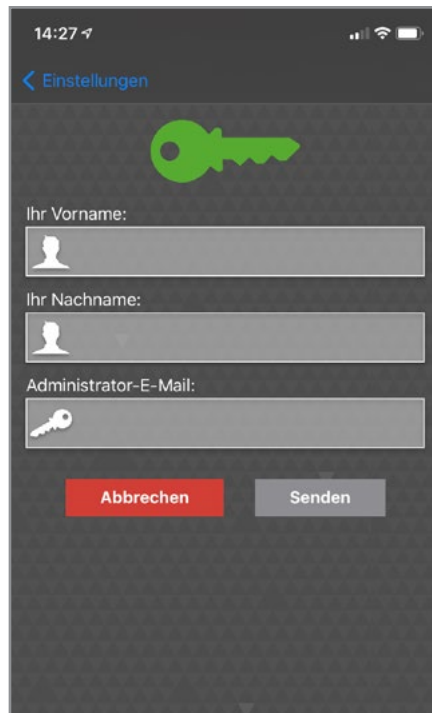 14:27
Einstellungen
Ihr Vorname:
Ihr Nachname:
Administrator-E-Mail:
Abbrechen Senden